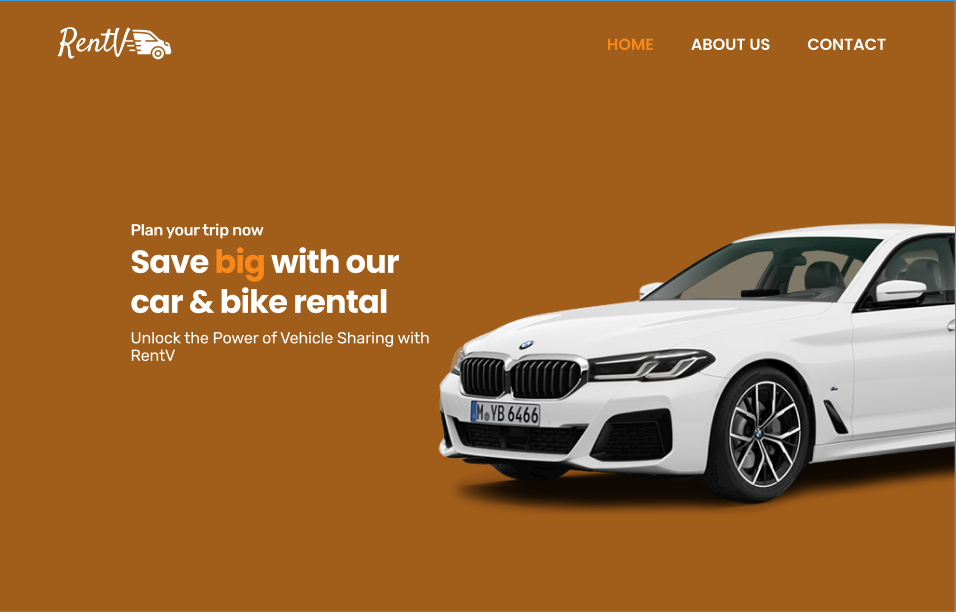 RentV
HOME
ABOUT US
CONTACT
Plan your trip now
Save big with our
car & bike rental
Unlock the Power of Vehicle Sharing with
RentV
M YB 6466